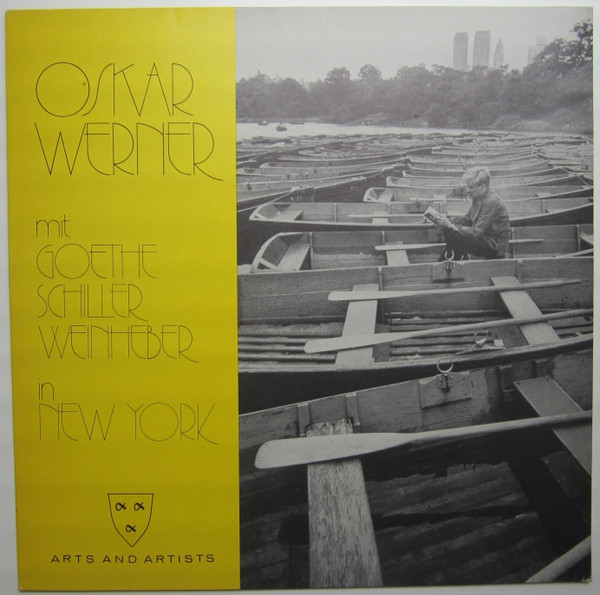 OSKAR
WERNER
mit
GOETHE
SCHILLER
WEINHEBER
in
NEW YORK
ARTS AND ARTISTS